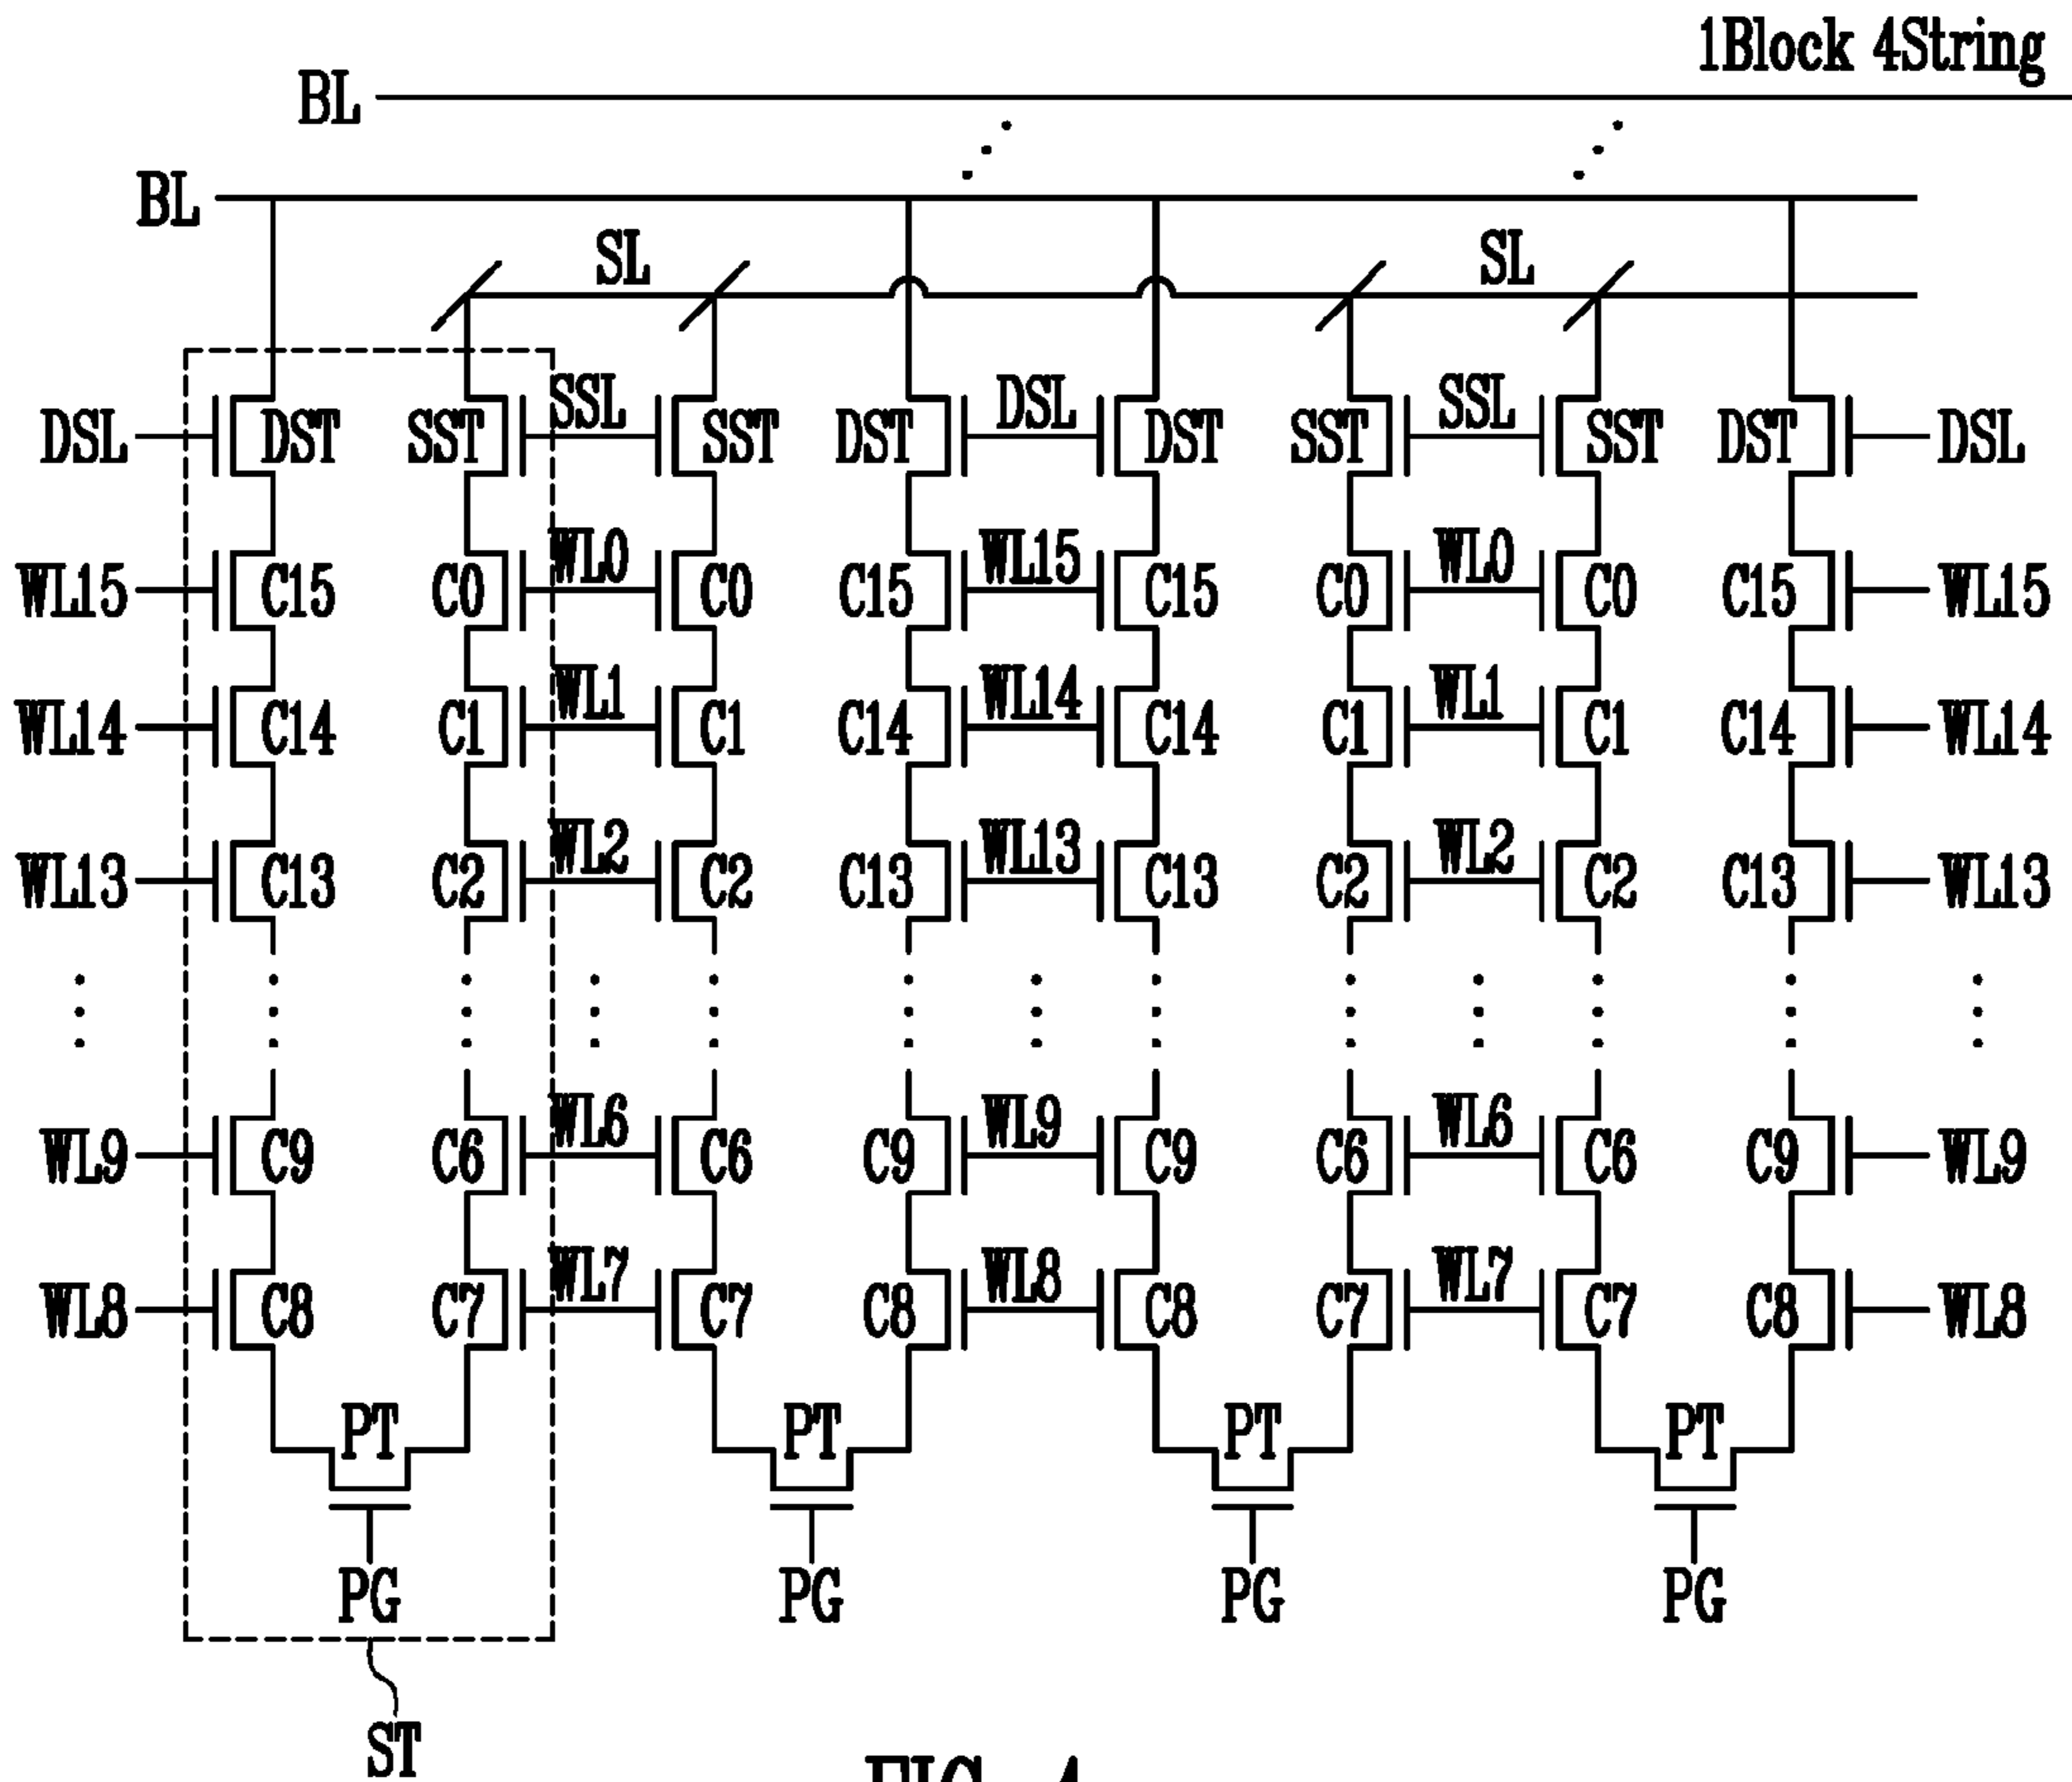 1Block 4String
BL
BL
SL SL
DSL DST SST SSL SST DST DSL DST SST SSL SST DST DSL
WL15 C15 C0 WL0 C0 C15 WL15 C15 C0 WL0 C0 C15 WL15
WL14 C14 C1 WL1 C1 C14 WL14 C14 C1 WL1 C1 C14 WL14
WL13 C13 C2 WL2 C2 C13 WL13 C13 C2 WL2 C2 C13 WL13
WL9 C9 C6 WL6 C6 C9 WL9 C9 C6 WL6 C6 C9 WL9
WL8 C8 C7 WL7 C7 C8 WL8 C8 C7 WL7 C7 C8 WL8
PT PT PT PT
PG PG PG PG
ST